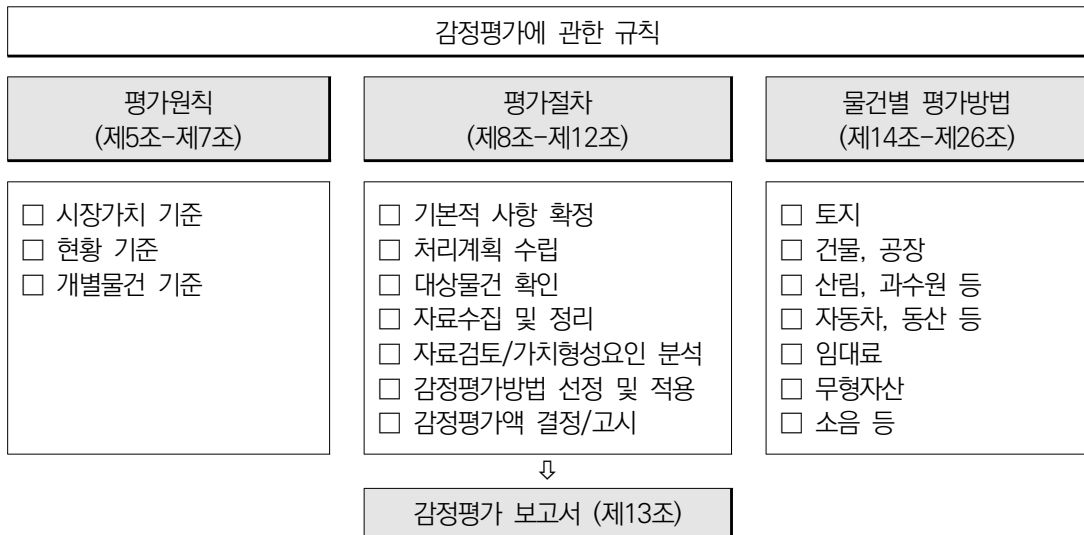 감정평가에 관한 규칙
평가원칙
(제5조-제7조)
□ 시장가치 기준
□ 현황 기준
□ 개별물건 기준
평가절차
(제8조-제12조)
□ 기본적 사항 확정
□ 처리계획 수립
□ 대상물건 확인
□ 자료수집 및 정리
□ 자료검토/가치형성요인 분석
□ 감정평가방법 선정 및 적용
□ 감정평가액 결정/고시
⇩
감정평가 보고서 (제13조)
물건별 평가방법
(제14조-제26조)
□ 토지
□ 건물, 공장
□ 산림, 과수원 등
□ 자동차, 동산 등
□ 임대료
□ 무형자산
□ 소음 등